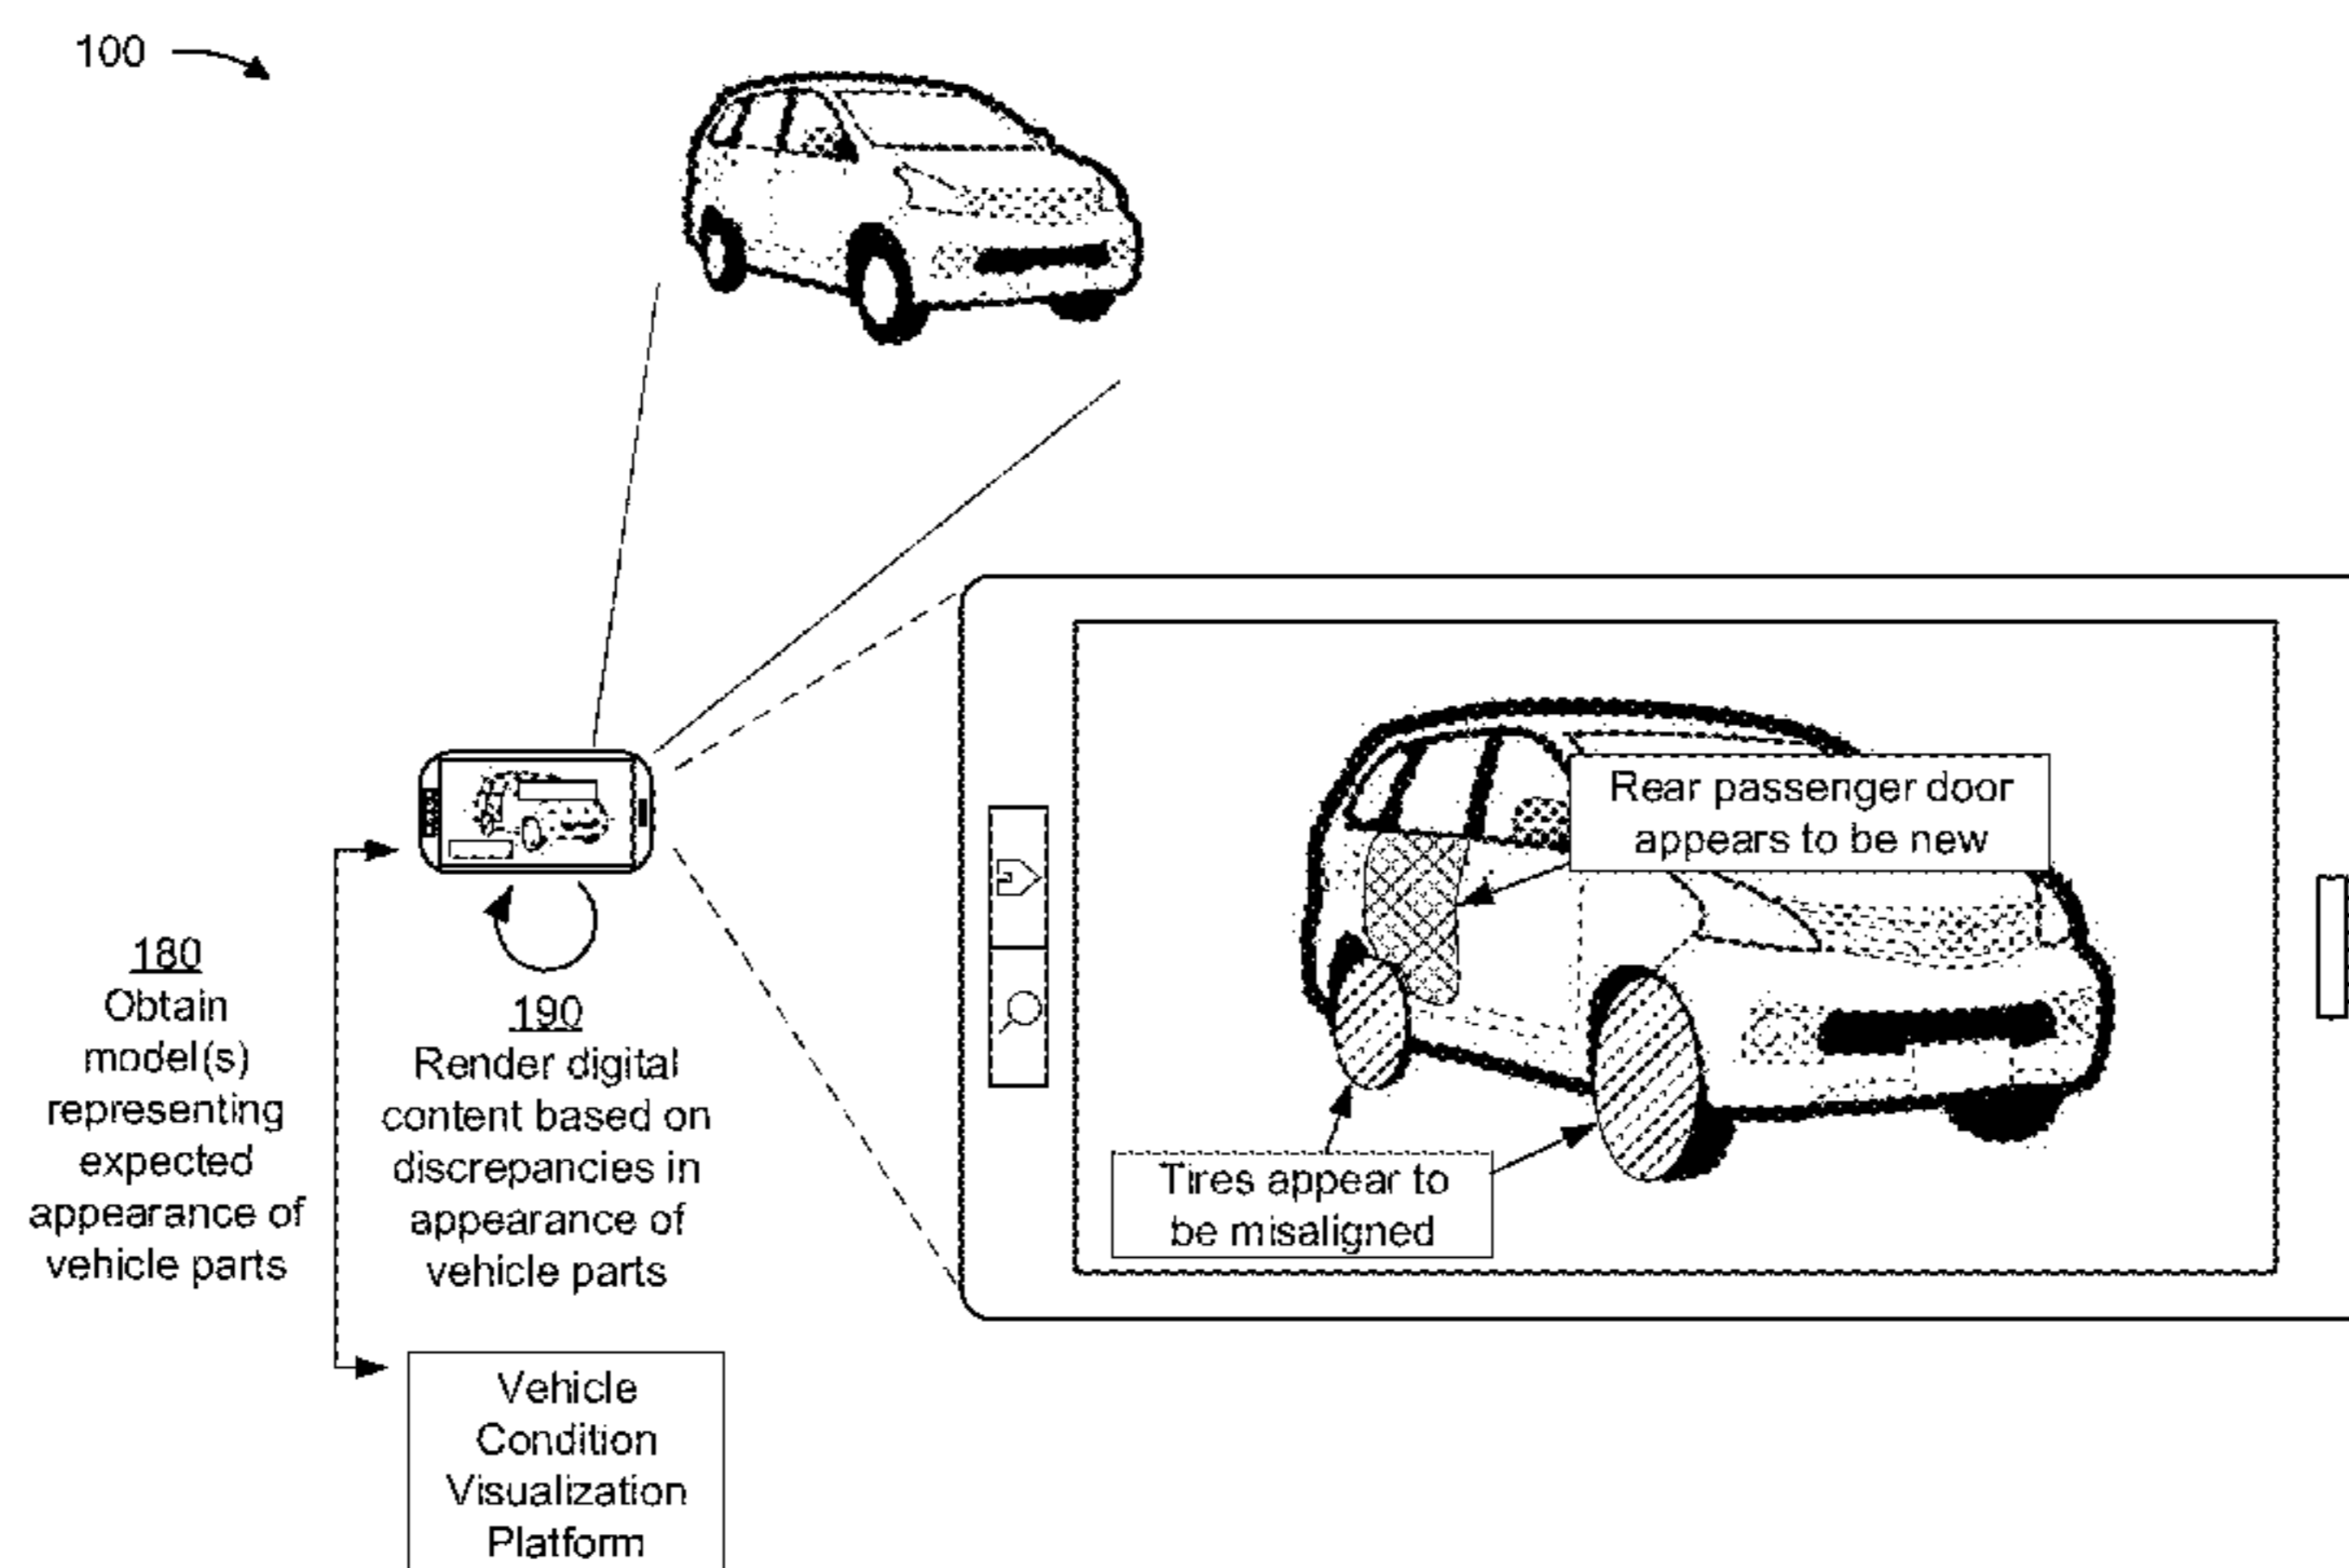 100
Rear passenger door
appears to be new
180
Obtain
model(s)
representing
expected
appearance of
vehicle parts
190
Render digital
content based on
discrepancies in
appearance of
vehicle parts
Tires appear to
be misaligned
Vehicle
Condition
Visualization
Platform